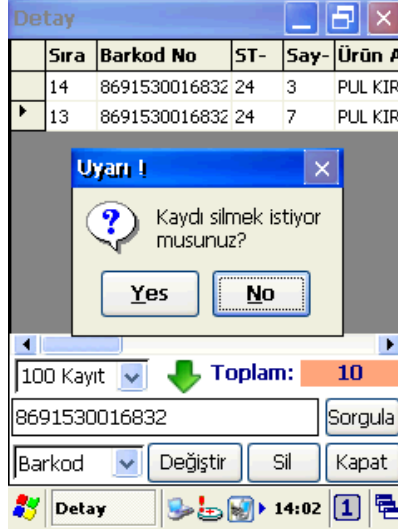 Detay
Sıra Barkod No ST- Say- Ürün A
14 8691530016832 24 3 PUL KIR
13 8691530016832 24 7 PUL KIR
Uyarı !
Kaydı silmek istiyor
musunuz?
Yes No
100 Kayıt Toplam: 10
8691530016832 Sorgula
Barkod Değiştir Sil Kapat
Detay 14:02 1